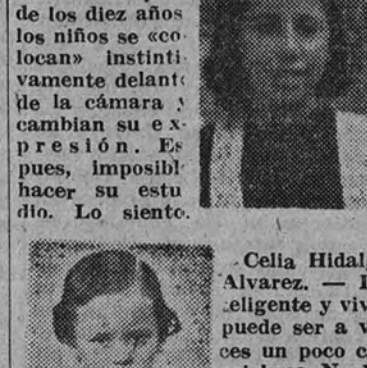 de los diez años
los niños se «co-
locan» instinti-
vamente delant
de la cámara y
cambian su ex-
presión. Es
pues, imposibl
hacer su estu
dio. Lo siento.
Celia Hidal
Alvarez. —
teligente y viv
puede ser a v
ces un poco c